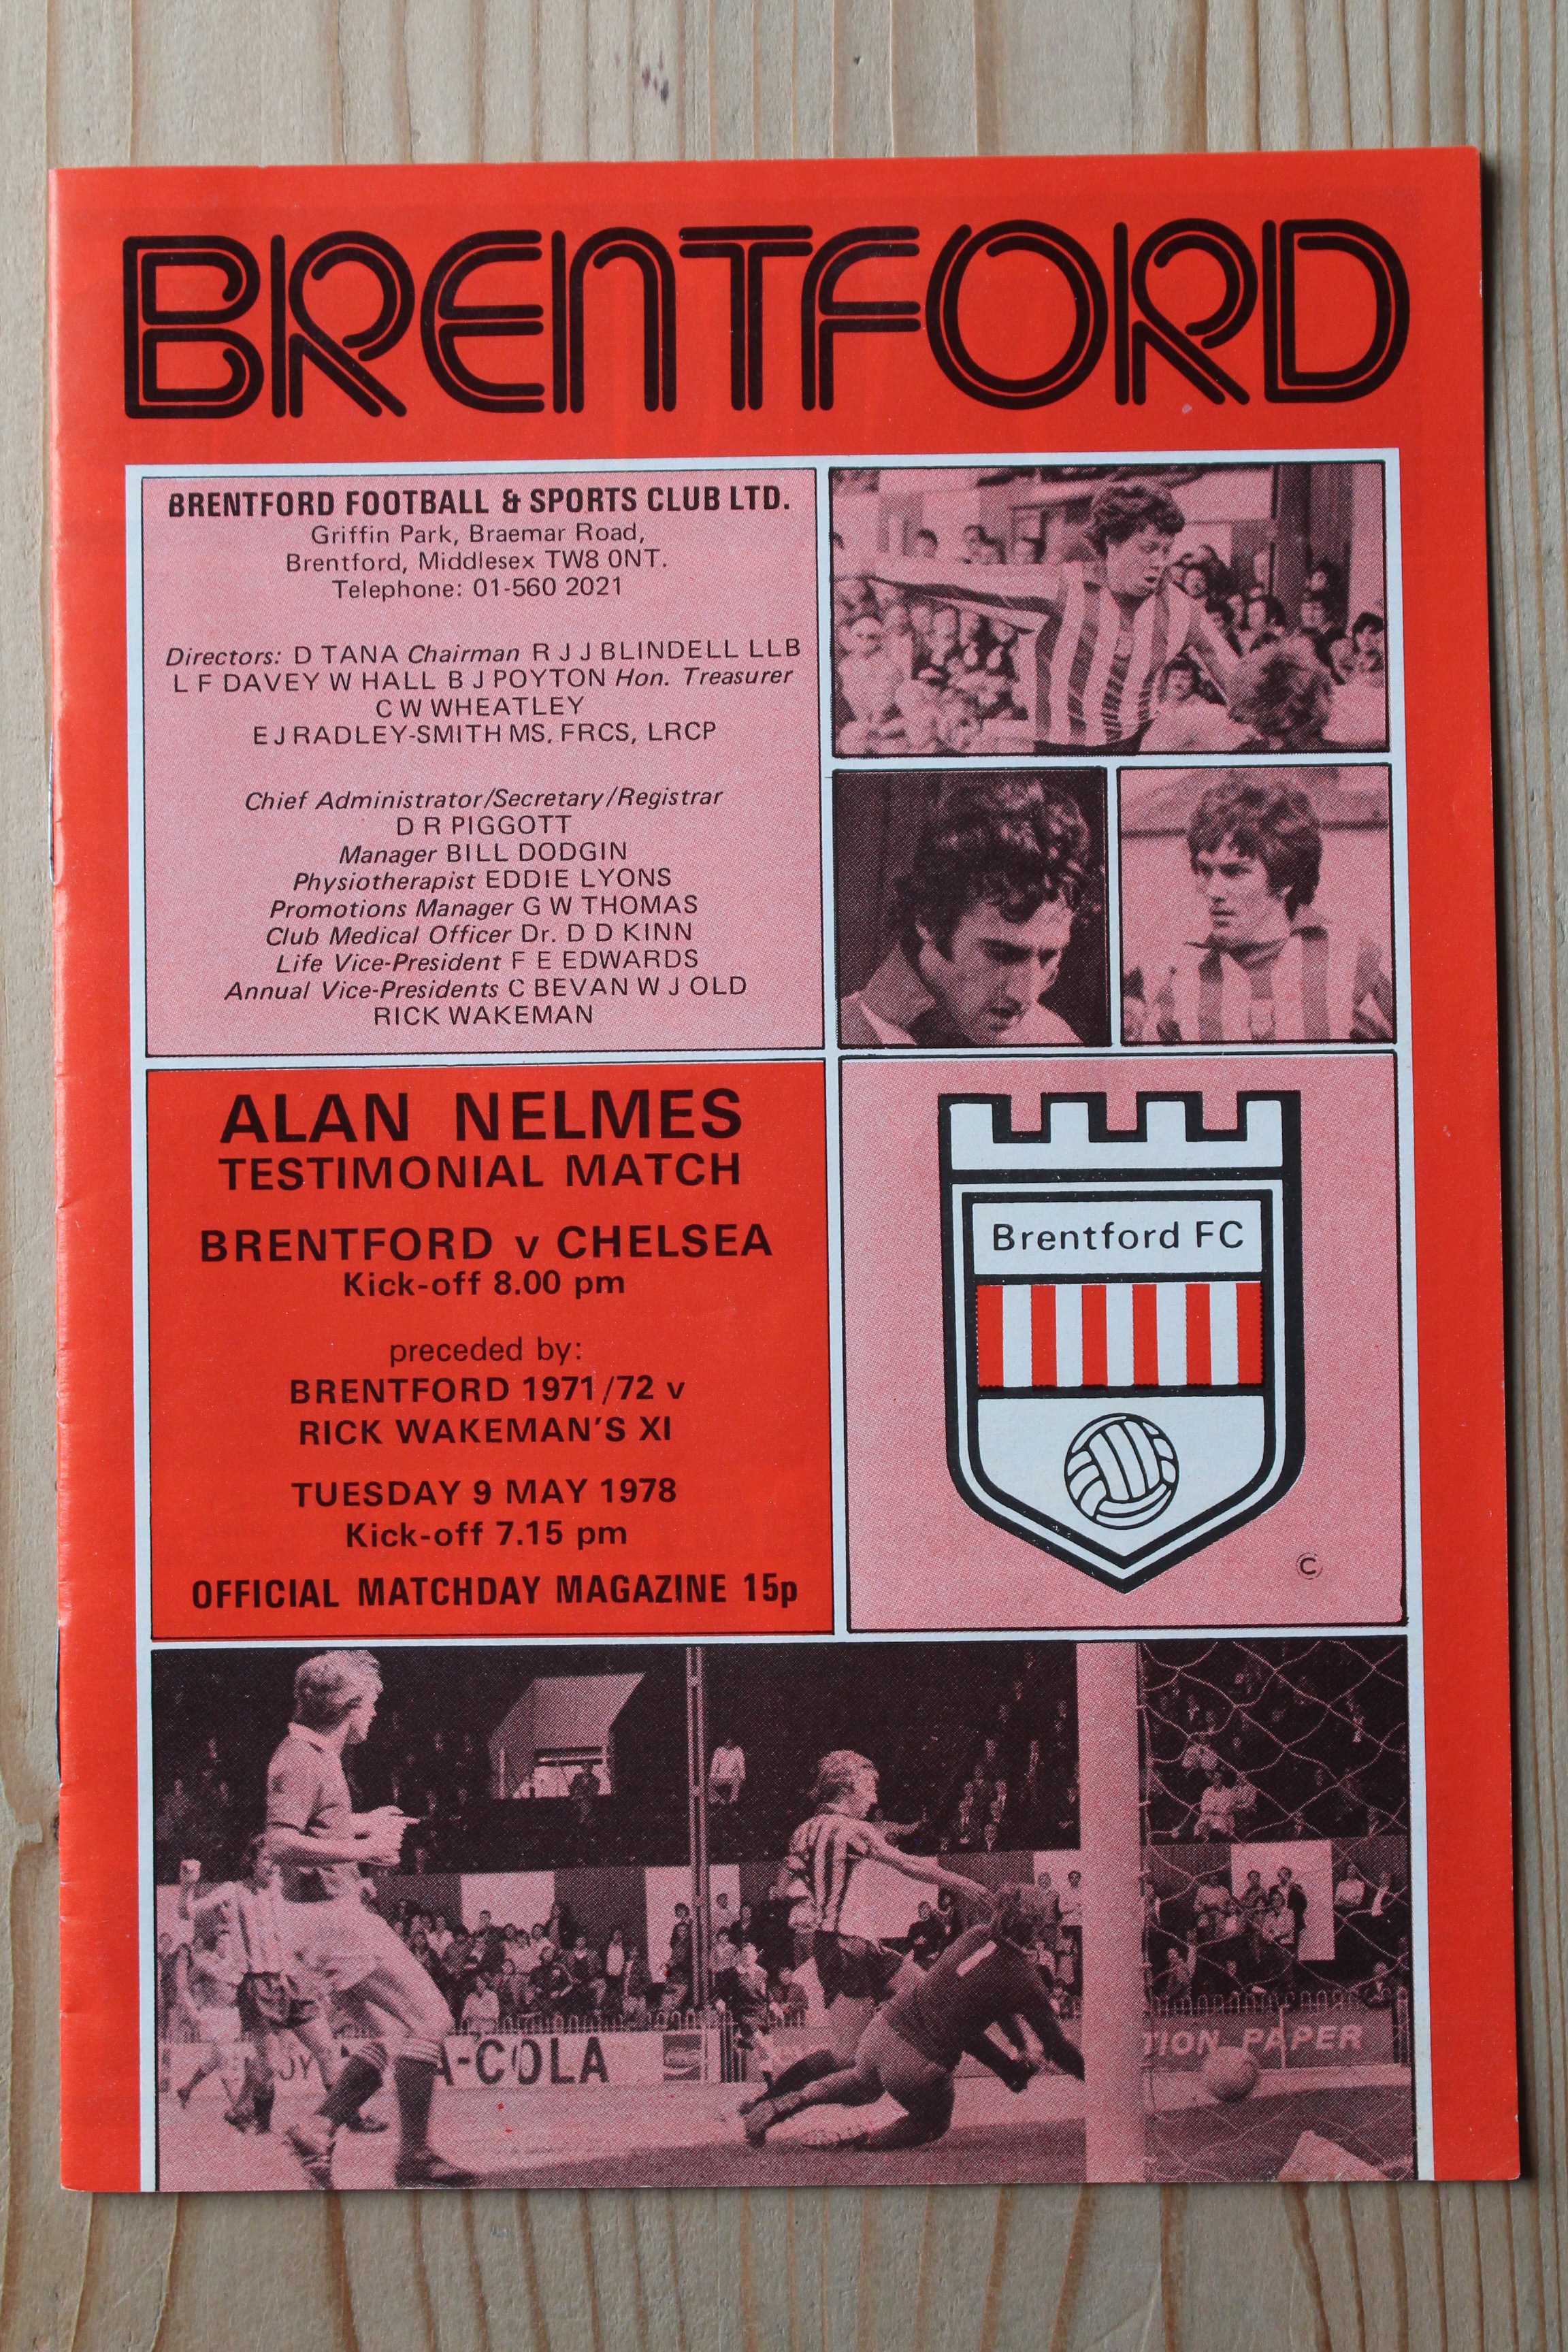 BRENTFORD
BRENTFORD FOOTBALL & SPORTS CLUB LTD.
Griffin Park, Braemar Road,
Brentford, Middlesex TW8 0NT.
Telephone: 01-560 2021
Directors: D TANA Chairman R J J BLINDELL LLB
L F DAVEY W HALL B J POYTON Hon. Treasurer
C W WHEATLEY
E J RADLEY-SMITH MS. FRCS, LRCP
Chief Administrator/Secretary/Registrar
D R PIGGOTT
Manager BILL DODGIN
Physiotherapist EDDIE LYONS
Promotions Manager G W THOMAS
Club Medical Officer Dr. D D KINN
Life Vice-President F E EDWARDS
Annual Vice-Presidents C BEVAN W J OLD
RICK WAKEMAN
ALAN NELMES
TESTIMONIAL MATCH
BRENTFORD v CHELSEA
Kick-off 8.00 pm
preceded by:
BRENTFORD 1971/72 v
RICK WAKEMAN'S XI
TUESDAY 9 MAY 1978
Kick-off 7.15 pm
OFFICIAL MATCHDAY MAGAZINE 15p
Brentford FC
©
A-COLA
TION PAPER